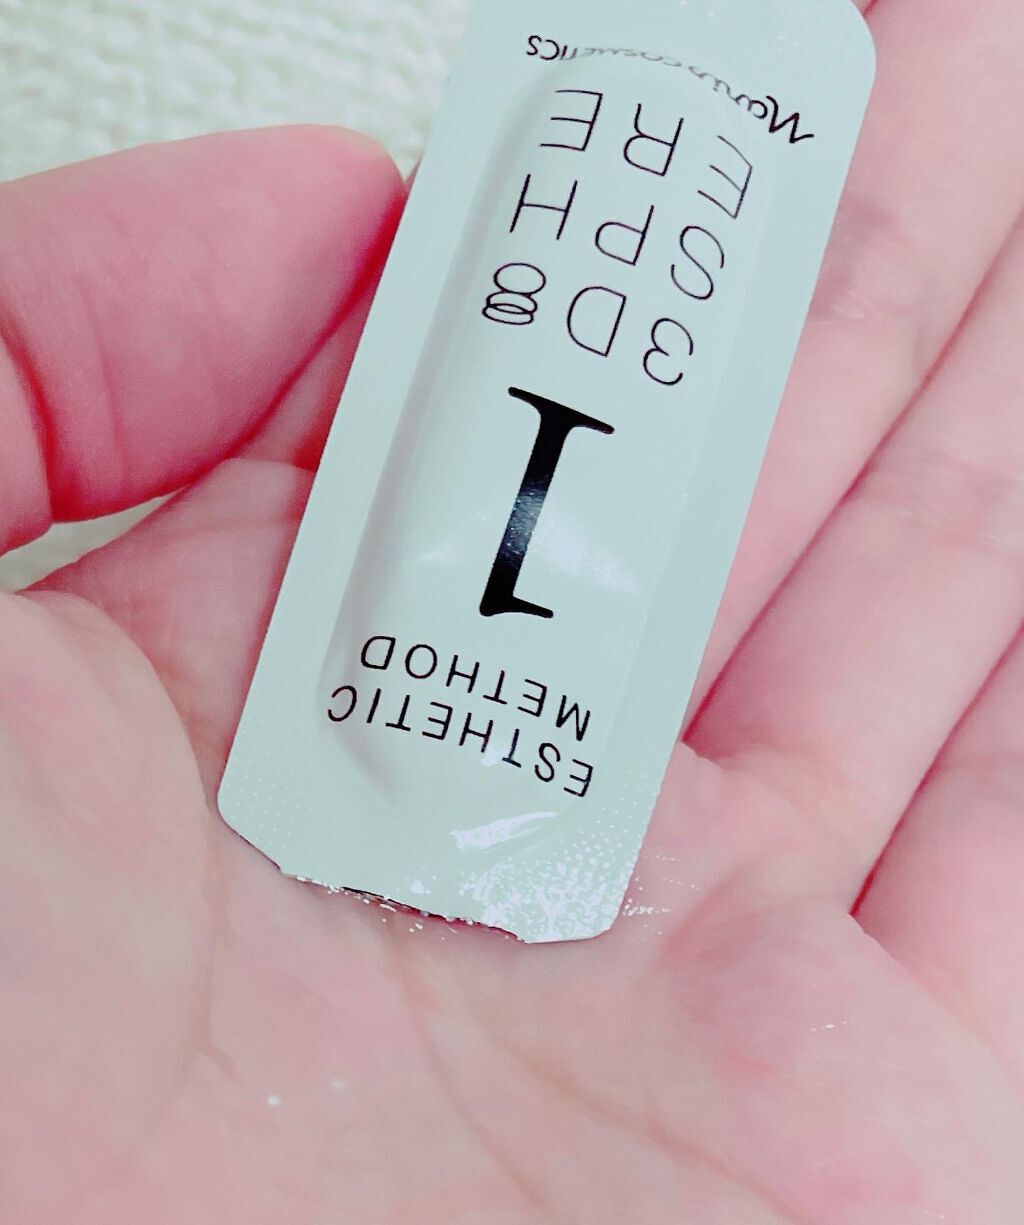 ESTHETIC
METHOD
1
3D
SPH
ERE
COSMETICS